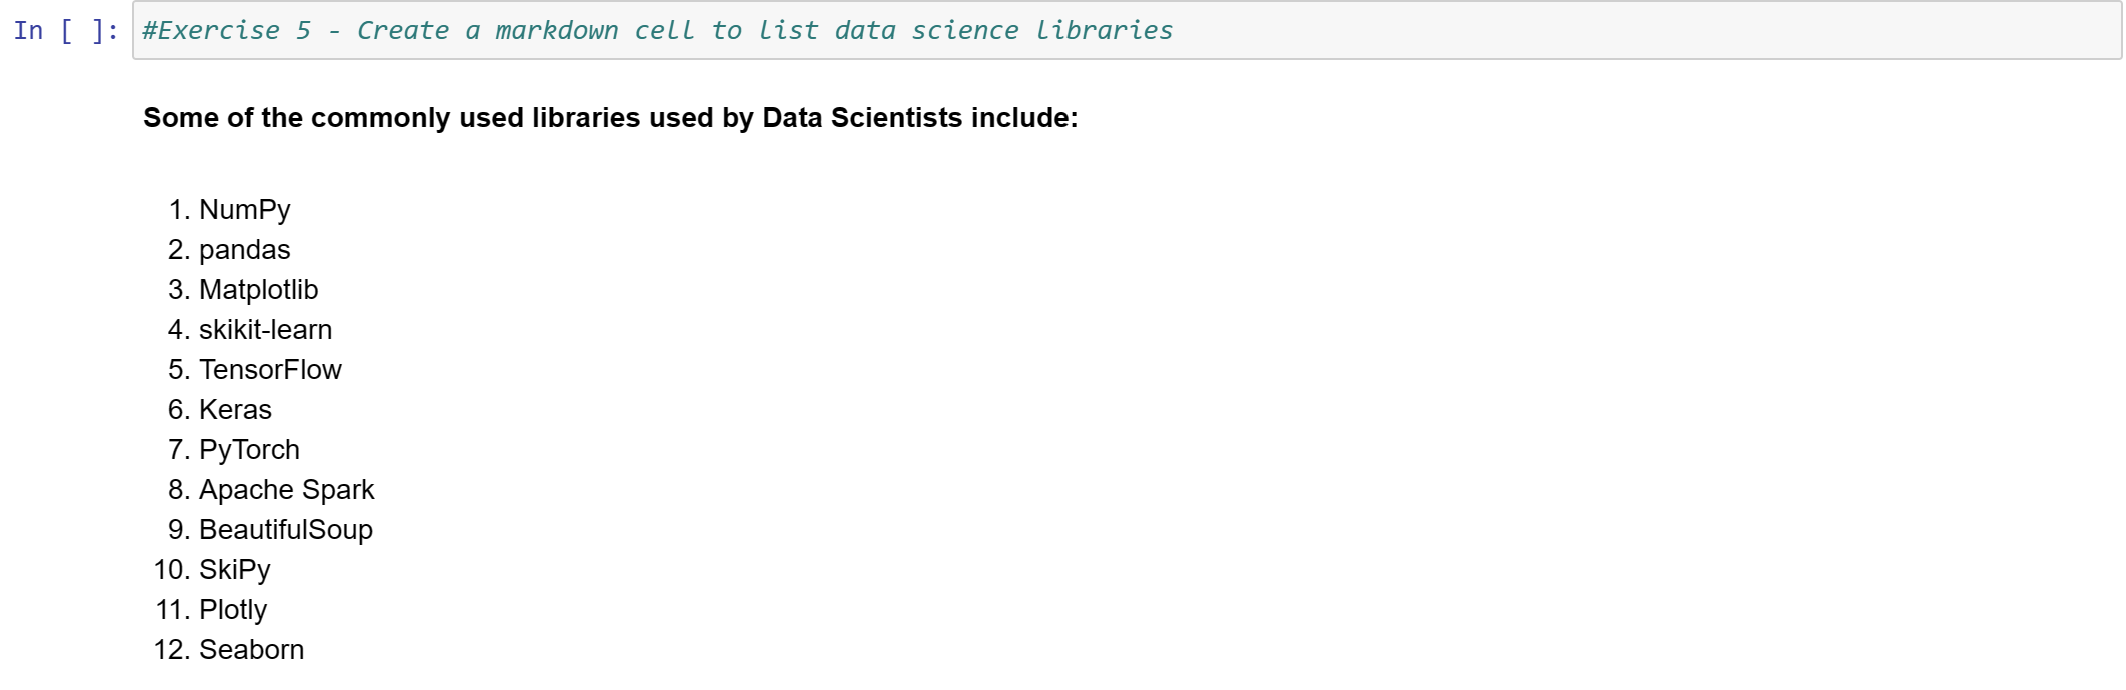 In [ ]: #Exercise 5 - Create a markdown cell to list data science libraries
Some of the commonly used libraries used by Data Scientists include:
1. NumPy
2. pandas
3. Matplotlib
4. skikit-learn
5. TensorFlow
6. Keras
7. PyTorch
8. Apache Spark
9. BeautifulSoup
10. SkiPy
11. Plotly
12. Seaborn